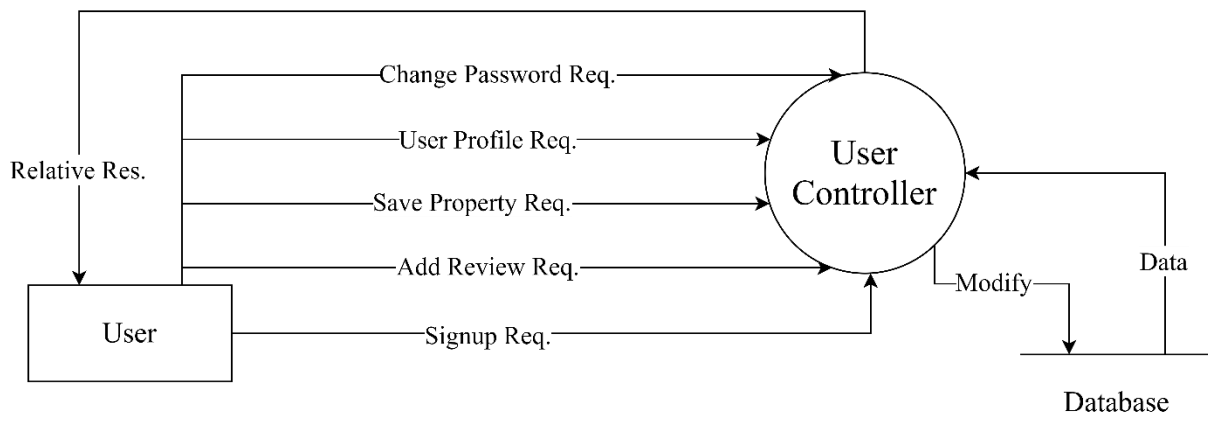 Change Password Req.
User Profile Req.
Relative Res.
Save Property Req.
Add Review Req.
Signup Req.
User
User
Controller
Modify
Data
Database